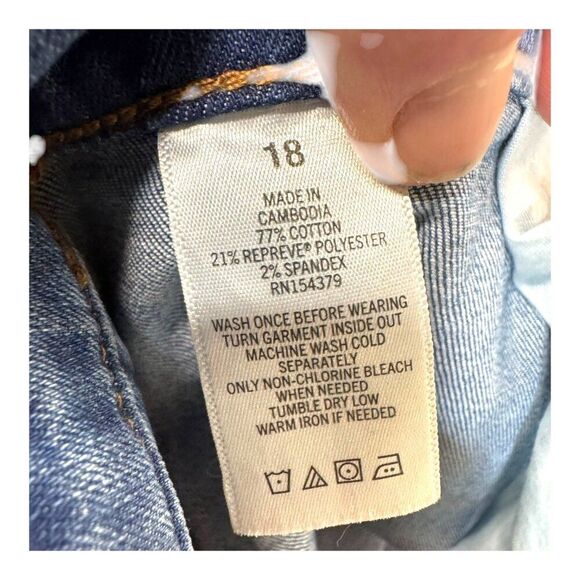 18
MADE IN
CAMBODIA
77% COTTON
21% REPREVE® POLYESTER
2% SPANDEX
RN154379
WASH ONCE BEFORE WEARING
TURN GARMENT INSIDE OUT
MACHINE WASH COLD
SEPARATELY
ONLY NON-CHLORINE BLEACH
WHEN NEEDED
TUMBLE DRY LOW
WARM IRON IF NEEDED